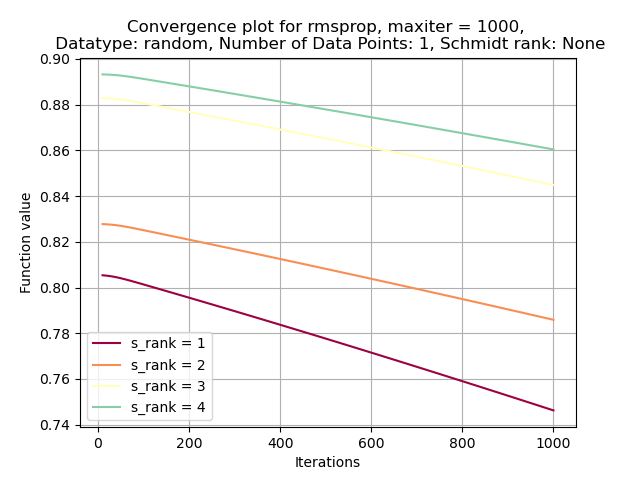 Convergence plot for rmsprop, maxiter = 1000,
Datatype: random, Number of Data Points: 1, Schmidt rank: None
0.90
0.88
0.86
0.84
0.82
0.80
0.78
0.76
0.74
Function value
s_rank = 1
s_rank = 2
s_rank = 3
s_rank = 4
0 200 400 600 800 1000
Iterations